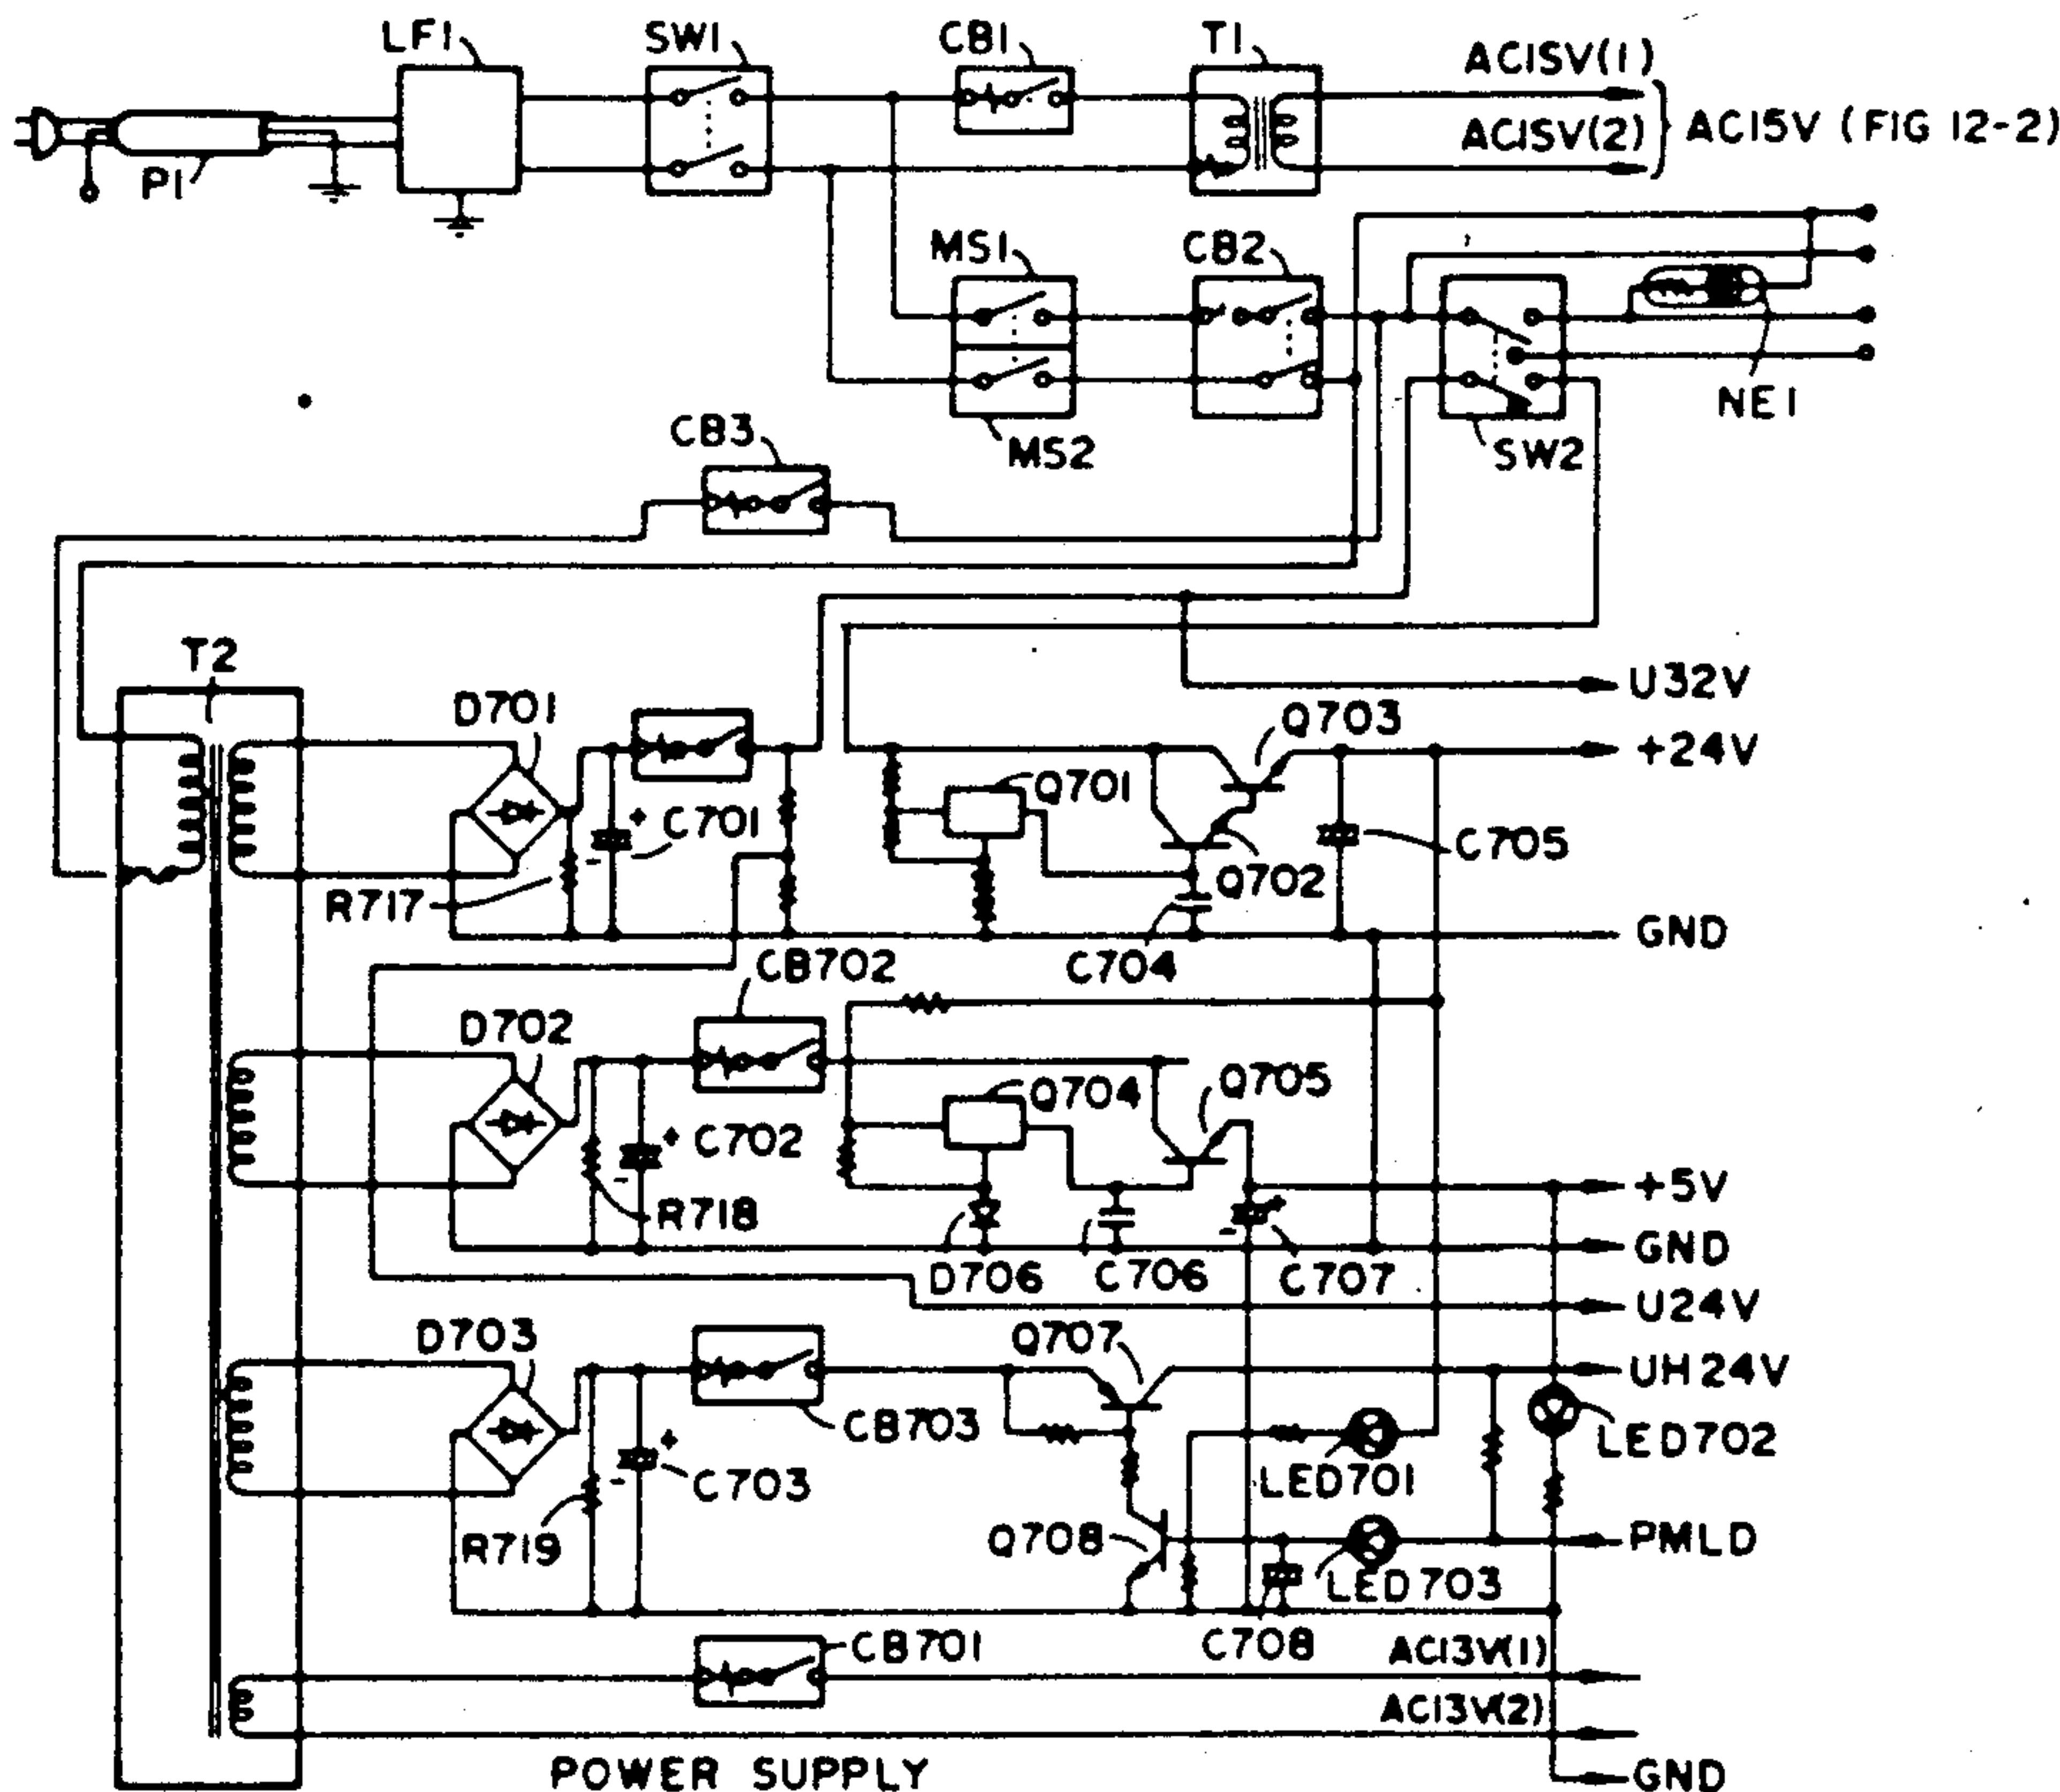 LF1
SW1
CB1
T1
AC15V(1)
AC15V(2)
AC15V (FIG 12-2)
P1
MS1
CB2
MS2
SW2
NE1
CB3
T2
U32V
D701
Q703
+24V
Q701
+ C701
-
C705
R717
Q702
GND
C704
CB702
D702
Q704
Q705
+ C702
-
R718
+5V
+
-
GND
D706
C706
C707
U24V
D703
Q707
UH24V
CB703
LED702
+
- C703
LED701
R719
Q708
PMLD
LED703
CB701
C708
AC13V(1)
AC13V(2)
POWER SUPPLY
GND